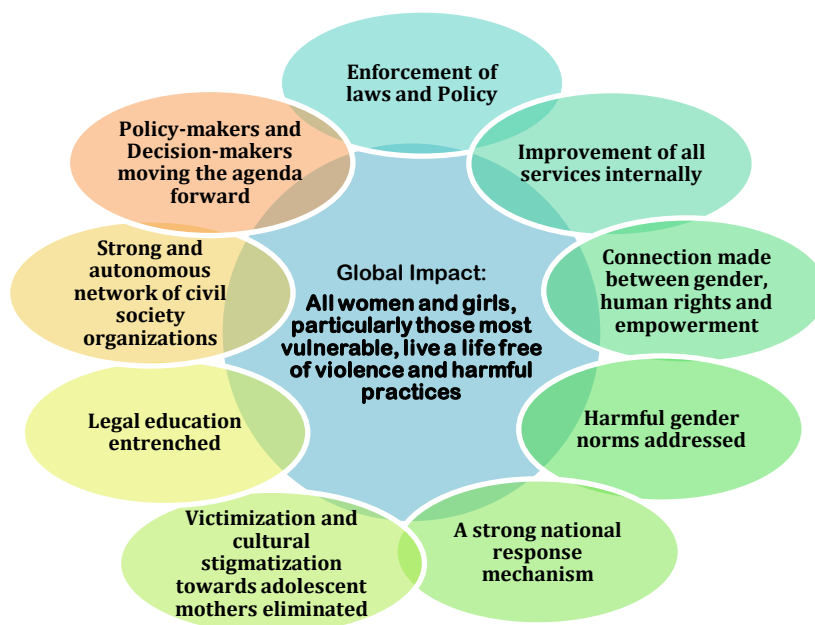 Enforcement of
laws and Policy
Improvement of all
services internally
Connection made
between gender,
human rights and
empowerment
Harmful gender
norms addressed
A strong national
response
mechanism
Victimization and
cultural
stigmatization
towards adolescent
mothers eliminated
Legal education
entrenched
Strong and
autonomous
network of civil
society
organizations
Policy-makers and
Decision-makers
moving the agenda
forward
Global Impact:
All women and girls,
particularly those most
vulnerable, live a life free
of violence and harmful
practices